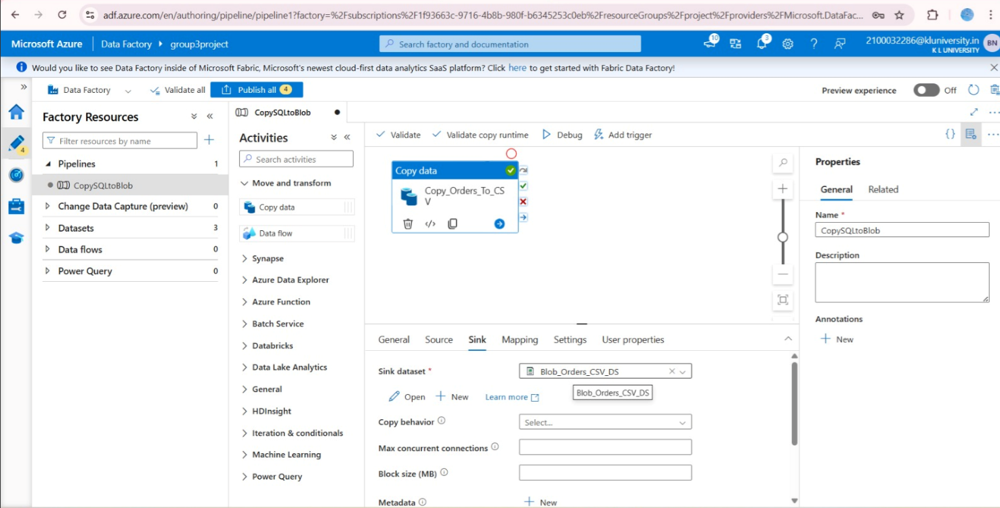 adf.azure.com/en/authoring/pipeline/pipeline1?factory=%2Fsubscriptions%2F1f93663c-9716-4b8b-980f-b6345253c0eb%2FresourceGroups%2Fproject%2Fproviders%2FMicrosoft.DataFac...
Microsoft Azure
Data Factory
group3project
Search factory and documentation
10
3
2100032286@kluniversity.in
K L UNIVERSITY
BN
Would you like to see Data Factory inside of Microsoft Fabric, Microsoft's newest cloud-first data analytics SaaS platform? Click here to get started with Fabric Data Factory!
Data Factory
Validate all
Publish all 4
Preview experience
Off
4
Factory Resources
Filter resources by name
Pipelines 1
CopySQLtoBlob
Change Data Capture (preview) 0
Datasets 3
Data flows 0
Power Query 0
CopySQLtoBlob
Activities
Search activities
Move and transform
Copy data
Data flow
Synapse
Azure Data Explorer
Azure Function
Batch Service
Databricks
Data Lake Analytics
General
HDInsight
Iteration & conditionals
Machine Learning
Power Query
Validate
Validate copy runtime
Debug
Add trigger
Copy data
Copy_Orders_To_CS
V
General
Source
Sink
Mapping
Settings
User properties
Sink dataset *
Blob_Orders_CSV_DS
Open
New
Learn more
Blob_Orders_CSV_DS
Copy behavior
Select...
Max concurrent connections
Block size (MB)
Metadata
New
Properties
General
Related
Name *
CopySQLtoBlob
Description
Annotations
New